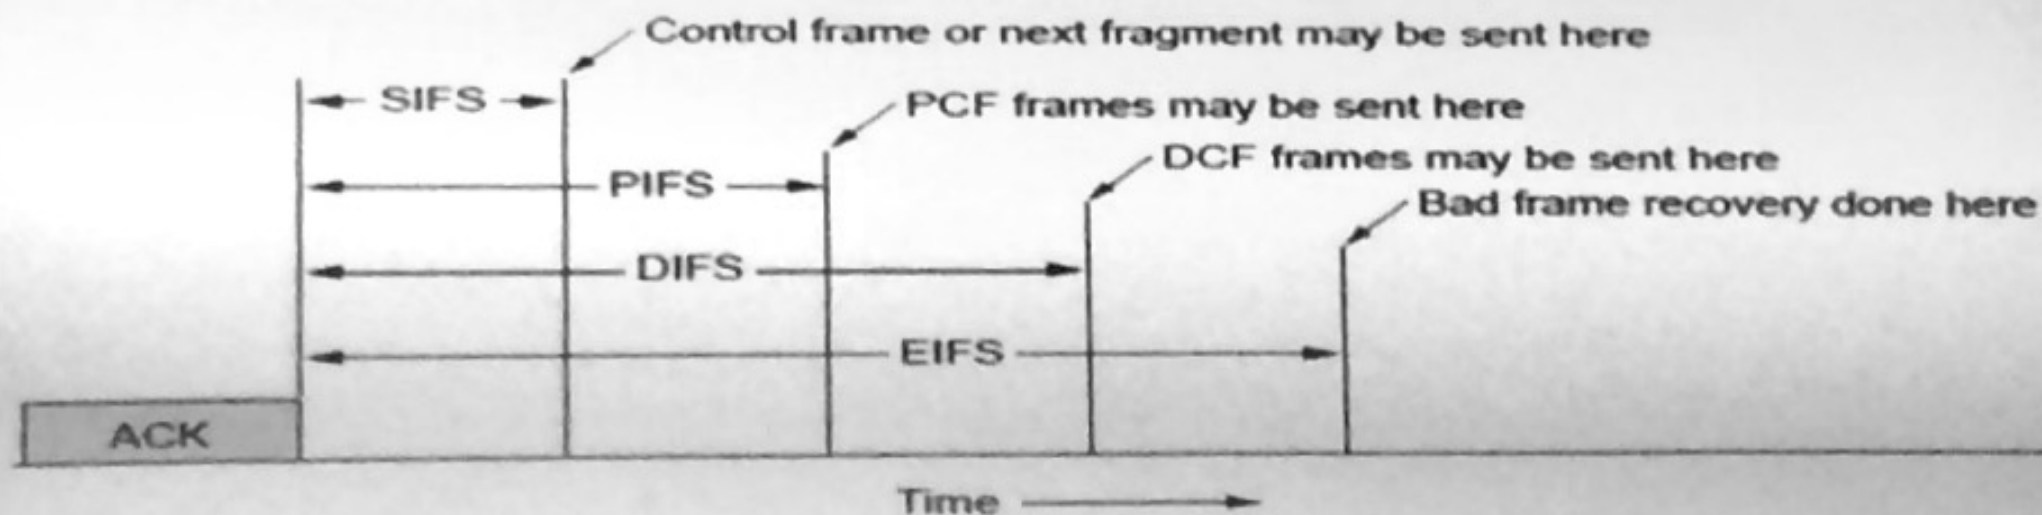 Control frame or next fragment may be sent here
SIFS
PCF frames may be sent here
DCF frames may be sent here
PIFS
Bad frame recovery done here
DIFS
EIFS
ACK
Time